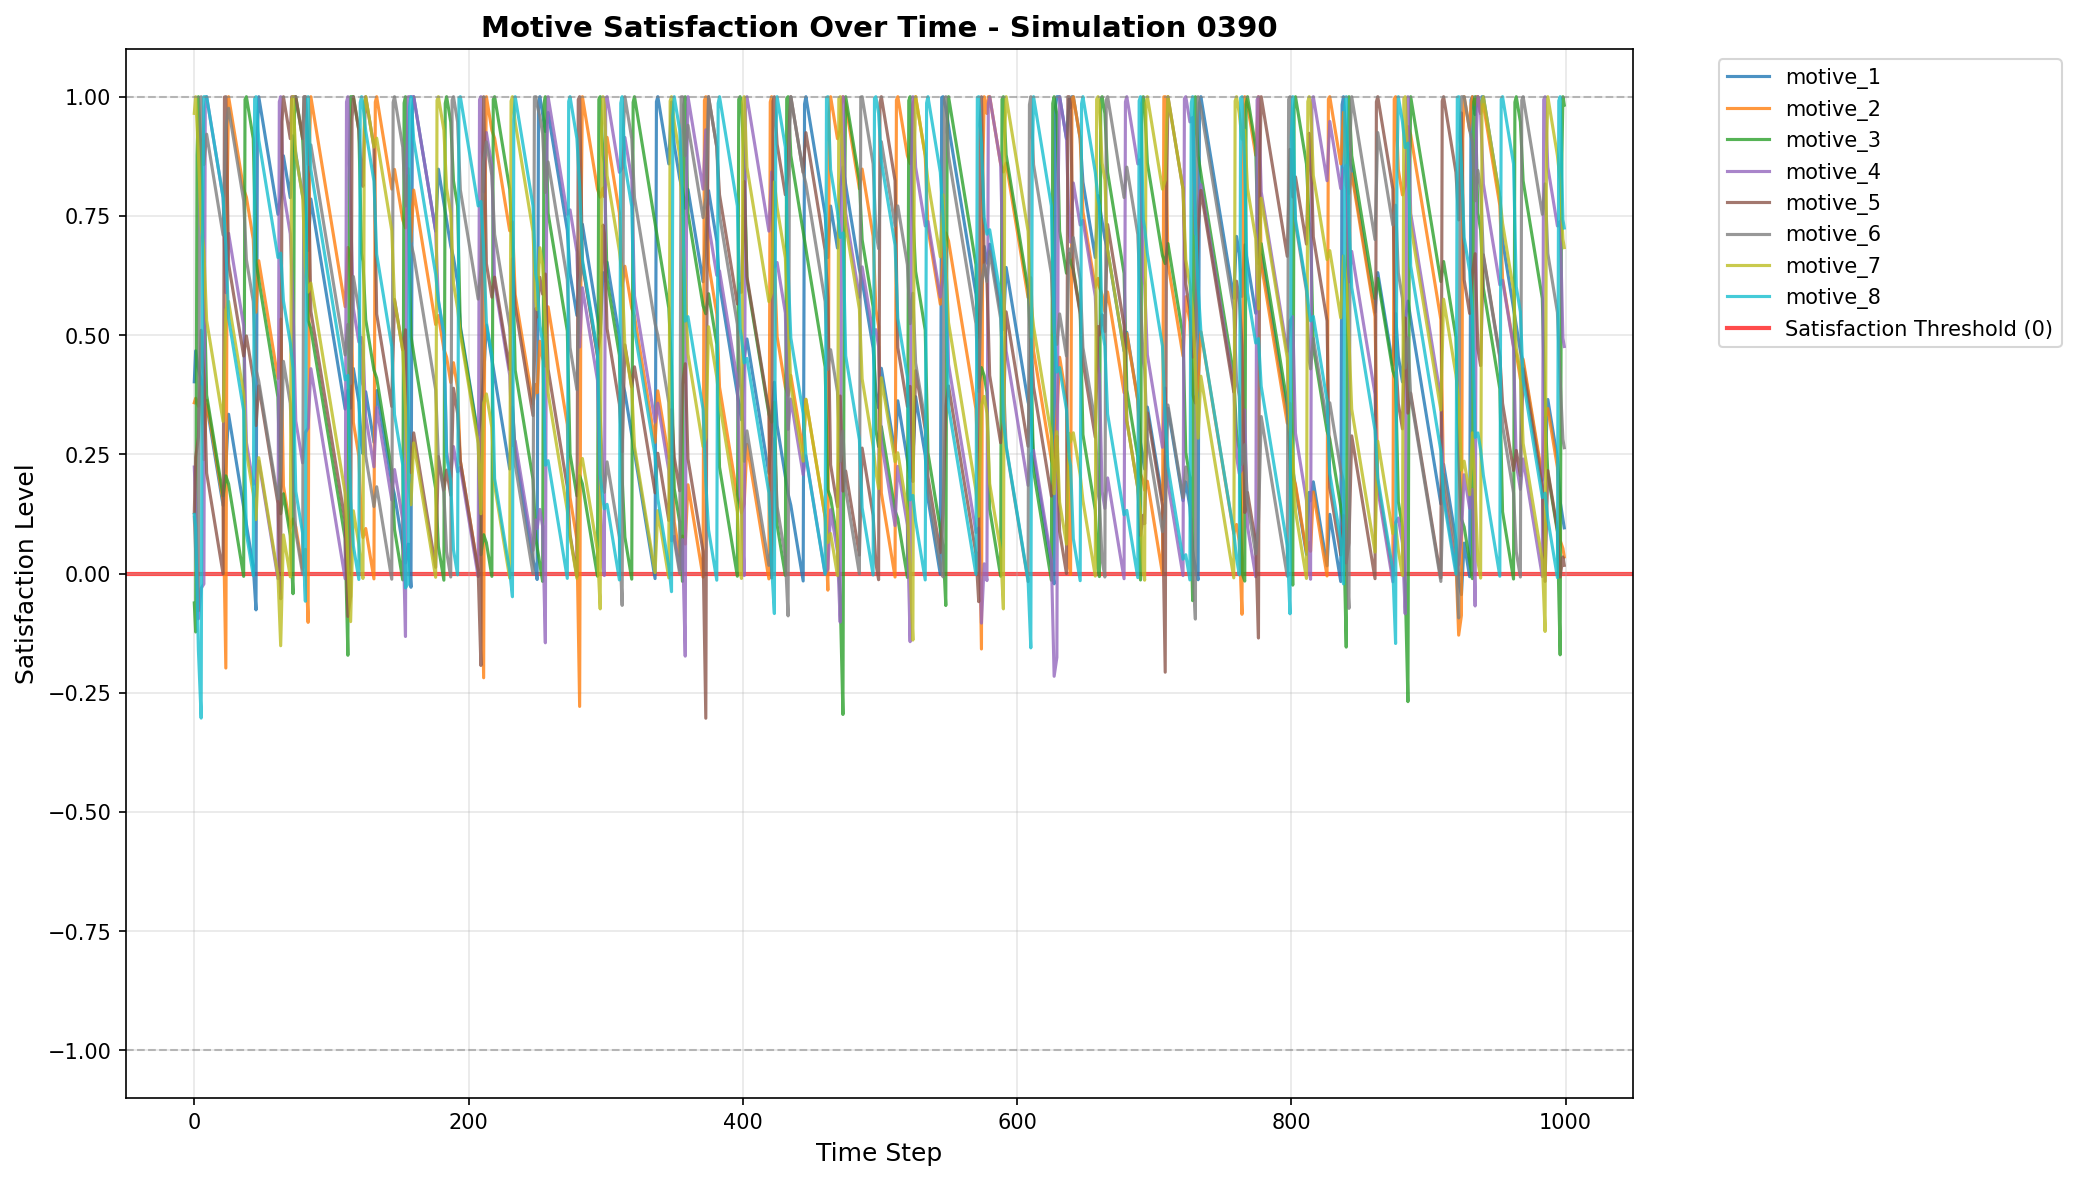 Motive Satisfaction Over Time - Simulation 0390
Satisfaction Level
1.00
0.75
0.50
0.25
0.00
−0.25
−0.50
−0.75
−1.00
0
200
400
600
800
1000
Time Step
motive_1
motive_2
motive_3
motive_4
motive_5
motive_6
motive_7
motive_8
Satisfaction Threshold (0)